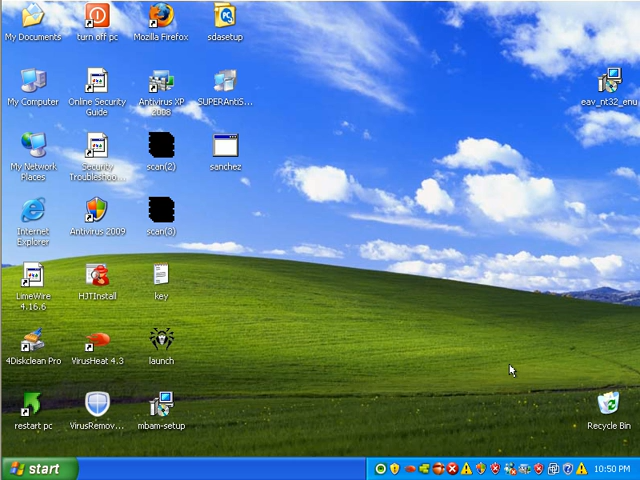 My Documents
turn off pc
Mozilla Firefox
sdasetup
My Computer
Online Security
Guide
Antivirus XP
2008
SUPERAntiS...
eav_nt32_enu
My Network
Places
Security
Troubleshoo...
scan(2)
sanchez
Internet
Explorer
Antivirus 2009
scan(3)
LimeWire
4.16.6
HJTInstall
key
4Diskclean Pro
VirusHeat 4.3
launch
restart pc
VirusRemov...
mbam-setup
Recycle Bin
start
10:50 PM